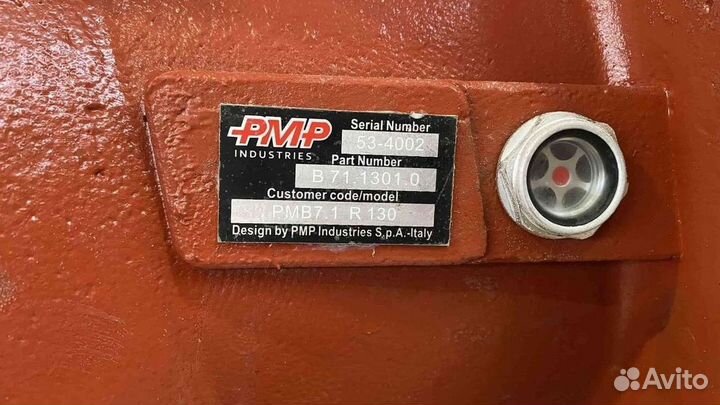 PMP
INDUSTRIES
Serial Number
53-4002
Part Number
B 71.1301.0
Customer code/model
PMB7.1 R 130
Design by PMP Industries S.p.A.-Italy
Avito